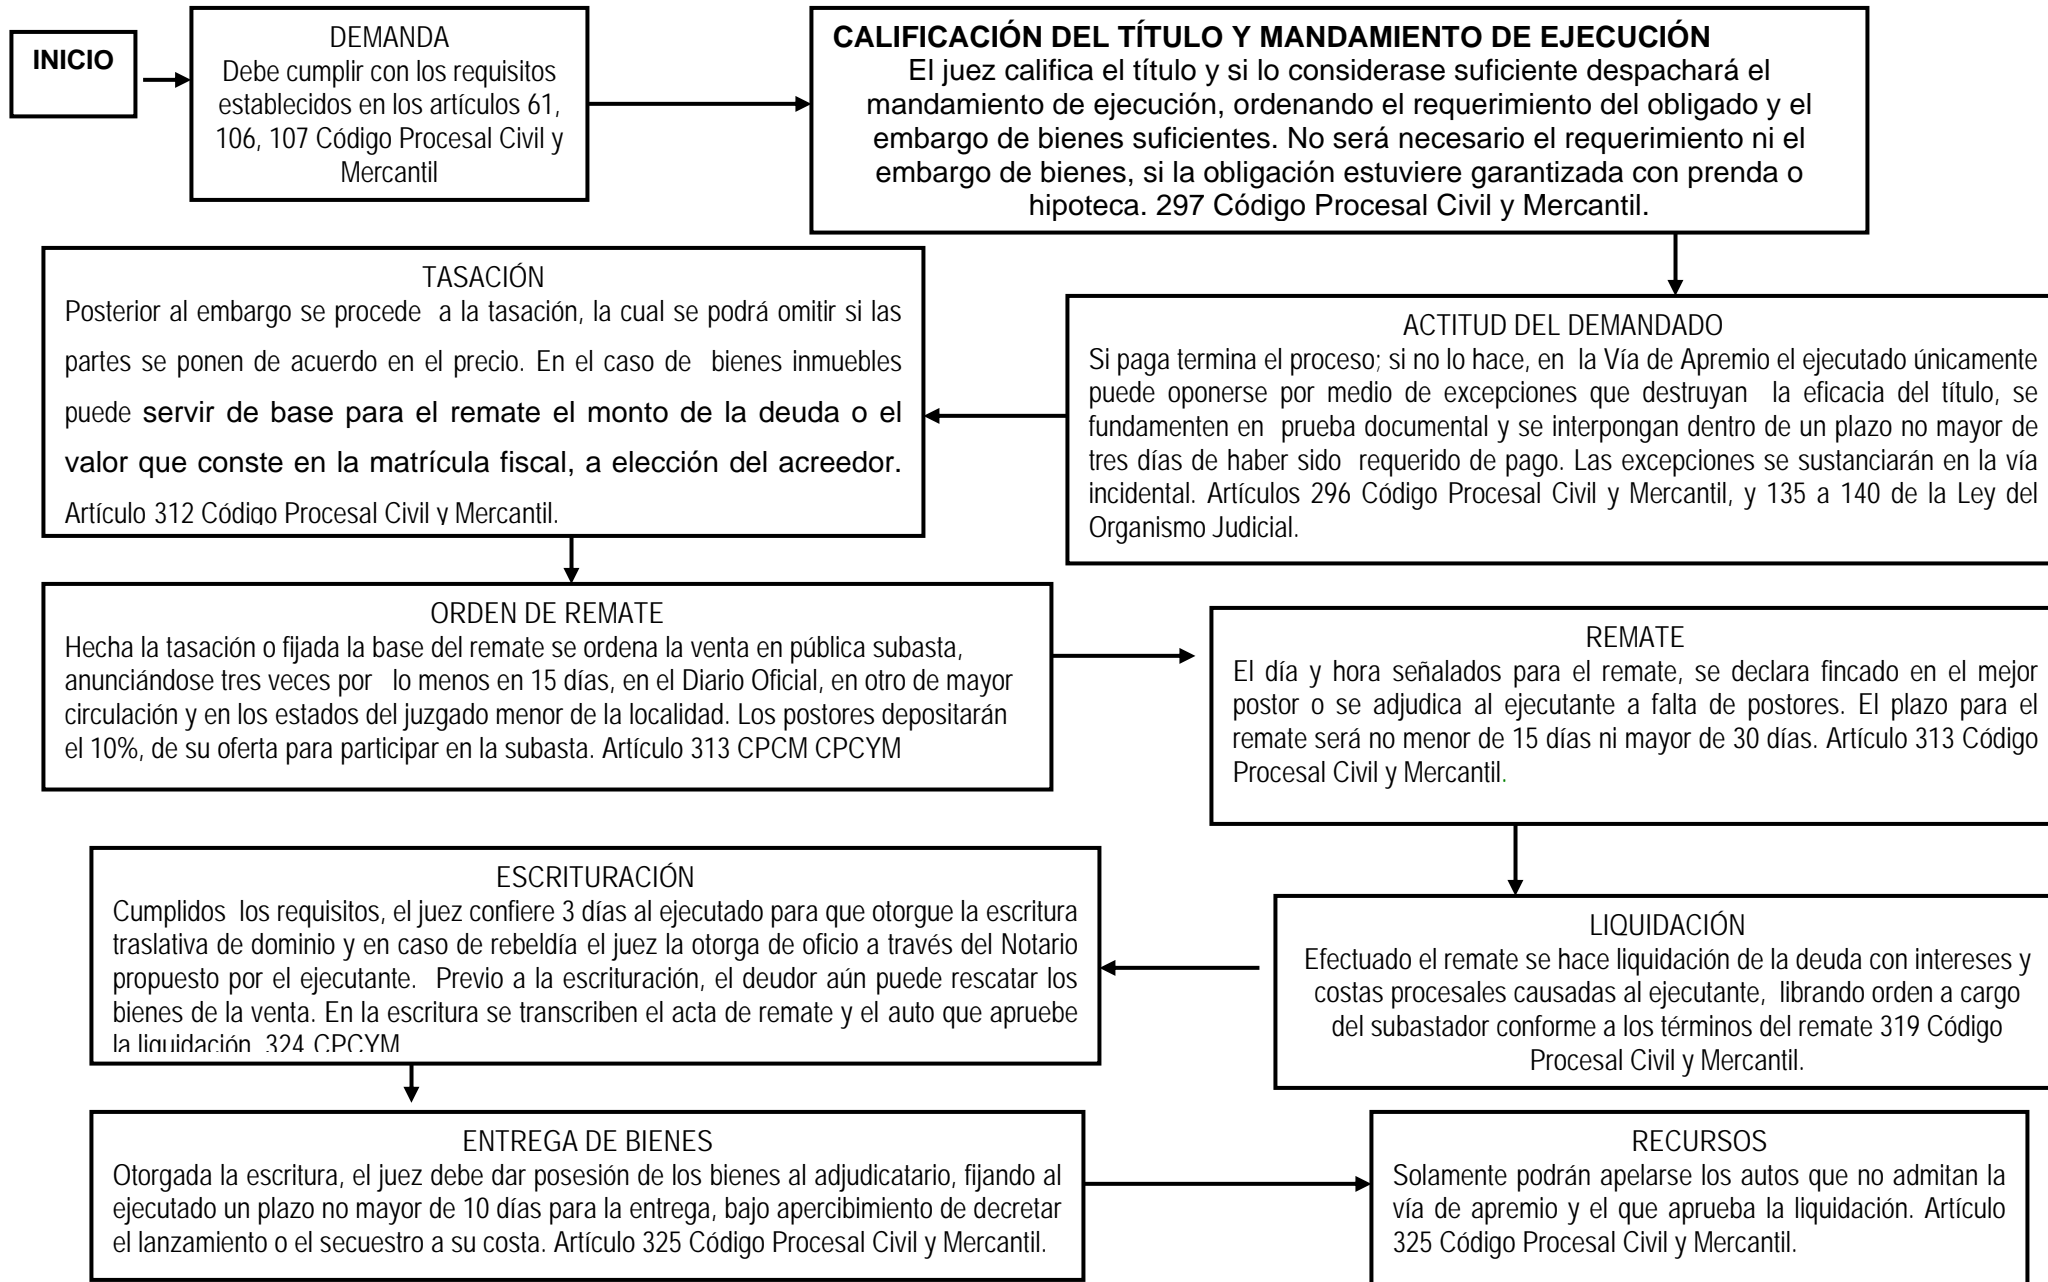 INICIO
DEMANDA
Debe cumplir con los requisitos
establecidos en los artículos 61,
106, 107 Código Procesal Civil y
Mercantil
CALIFICACIÓN DEL TÍTULO Y MANDAMIENTO DE EJECUCIÓN
El juez califica el título y si lo considerase suficiente despachará el
mandamiento de ejecución, ordenando el requerimiento del obligado y el
embargo de bienes suficientes. No será necesario el requerimiento ni el
embargo de bienes, si la obligación estuviere garantizada con prenda o
hipoteca. 297 Código Procesal Civil y Mercantil.
ACTITUD DEL DEMANDADO
Si paga termina el proceso; si no lo hace, en la Vía de Apremio el ejecutado únicamente
puede oponerse por medio de excepciones que destruyan la eficacia del título, se
fundamenten en prueba documental y se interpongan dentro de un plazo no mayor de
tres días de haber sido requerido de pago. Las excepciones se sustanciarán en la vía
incidental. Artículos 296 Código Procesal Civil y Mercantil, y 135 a 140 de la Ley del
Organismo Judicial.
TASACIÓN
Posterior al embargo se procede a la tasación, la cual se podrá omitir si las
partes se ponen de acuerdo en el precio. En el caso de bienes inmuebles
puede servir de base para el remate el monto de la deuda o el
valor que conste en la matrícula fiscal, a elección del acreedor.
Artículo 312 Código Procesal Civil y Mercantil.
ORDEN DE REMATE
Hecha la tasación o fijada la base del remate se ordena la venta en pública subasta,
anunciándose tres veces por lo menos en 15 días, en el Diario Oficial, en otro de mayor
circulación y en los estados del juzgado menor de la localidad. Los postores depositarán
el 10%, de su oferta para participar en la subasta. Artículo 313 CPCM CPCYM
REMATE
El día y hora señalados para el remate, se declara fincado en el mejor
postor o se adjudica al ejecutante a falta de postores. El plazo para el
remate será no menor de 15 días ni mayor de 30 días. Artículo 313 Código
Procesal Civil y Mercantil.
LIQUIDACIÓN
Efectuado el remate se hace liquidación de la deuda con intereses y
costas procesales causadas al ejecutante, librando orden a cargo
del subastador conforme a los términos del remate 319 Código
Procesal Civil y Mercantil.
ESCRITURACIÓN
Cumplidos los requisitos, el juez confiere 3 días al ejecutado para que otorgue la escritura
traslativa de dominio y en caso de rebeldía el juez la otorga de oficio a través del Notario
propuesto por el ejecutante. Previo a la escrituración, el deudor aún puede rescatar los
bienes de la venta. En la escritura se transcriben el acta de remate y el auto que apruebe
la liquidación. 324 CPCYM
ENTREGA DE BIENES
Otorgada la escritura, el juez debe dar posesión de los bienes al adjudicatario, fijando al
ejecutado un plazo no mayor de 10 días para la entrega, bajo apercibimiento de decretar
el lanzamiento o el secuestro a su costa. Artículo 325 Código Procesal Civil y Mercantil.
RECURSOS
Solamente podrán apelarse los autos que no admitan la
vía de apremio y el que aprueba la liquidación. Artículo
325 Código Procesal Civil y Mercantil.